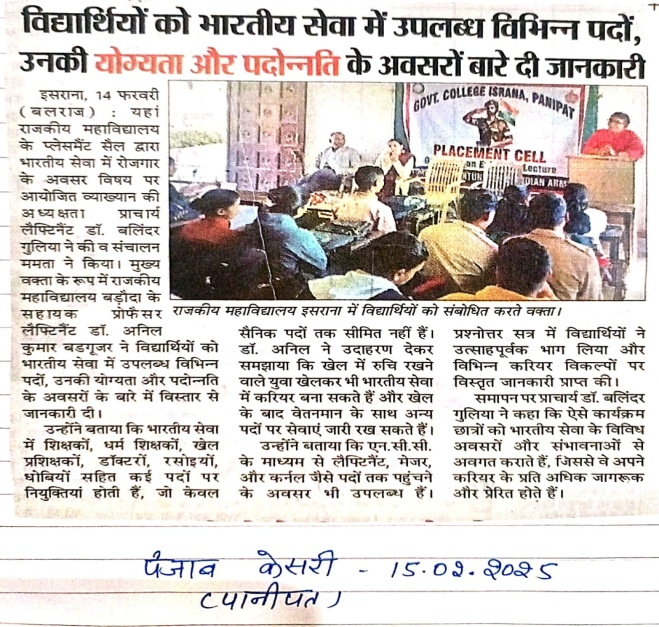 विद्यार्थियों को भारतीय सेवा में उपलब्ध विभिन्न पदों,
उनकी योग्यता और पदोन्नति के अवसरों बारे दी जानकारी
इसराना, 14 फरवरी
(बलराज) : यहां
राजकीय महाविद्यालय
के प्लेसमैंट सैल द्वारा
भारतीय सेवा में रोजगार
के अवसर विषय पर
आयोजित व्याख्यान की
अध्यक्षता प्राचार्य
लैफ्टिनैंट डॉ. बलिंदर
गुलिया ने की व संचालन
ममता ने किया। मुख्य
वक्ता के रूप में राजकीय
महाविद्यालय बड़ौदा के
सहायक प्रोफैसर
लैफ्टिनैंट डॉ. अनिल
कुमार बडगूजर ने विद्यार्थियों को
भारतीय सेवा में उपलब्ध विभिन्न
पदों, उनकी योग्यता और पदोन्नति
के अवसरों के बारे में विस्तार से
जानकारी दी।
उन्होंने बताया कि भारतीय सेवा
में शिक्षकों, धर्म शिक्षकों, खेल
प्रशिक्षकों, डॉक्टरों, रसोइयों,
धोबियों सहित कई पदों पर
नियुक्तियां होती हैं, जो केवल
GOVT. COLLEGE ISRANA, PANIPAT
PLACEMENT CELL
Lecture
राजकीय महाविद्यालय इसराना में विद्यार्थियों को संबोधित करते वक्ता।
सैनिक पदों तक सीमित नहीं हैं।
डॉ. अनिल ने उदाहरण देकर
समझाया कि खेल में रुचि रखने
वाले युवा खेलकर भी भारतीय सेवा
में करियर बना सकते हैं और खेल
के बाद वेतनमान के साथ अन्य
पदों पर सेवाएं जारी रख सकते हैं।
उन्होंने बताया कि एन.सी.सी.
के माध्यम से लैफ्टिनैंट, मेजर,
और कर्नल जैसे पदों तक पहुंचने
के अवसर भी उपलब्ध हैं।
प्रश्नोत्तर सत्र में विद्यार्थियों ने
उत्साहपूर्वक भाग लिया और
विभिन्न करियर विकल्पों पर
विस्तृत जानकारी प्राप्त की।
समापन पर प्राचार्य डॉ. बलिंदर
गुलिया ने कहा कि ऐसे कार्यक्रम
छात्रों को भारतीय सेवा के विविध
अवसरों और संभावनाओं से
अवगत कराते हैं, जिससे वे अपने
करियर के प्रति अधिक जागरूक
और प्रेरित होते हैं।
पंजाब केसरी - 15.02.2025
(पानीपत)